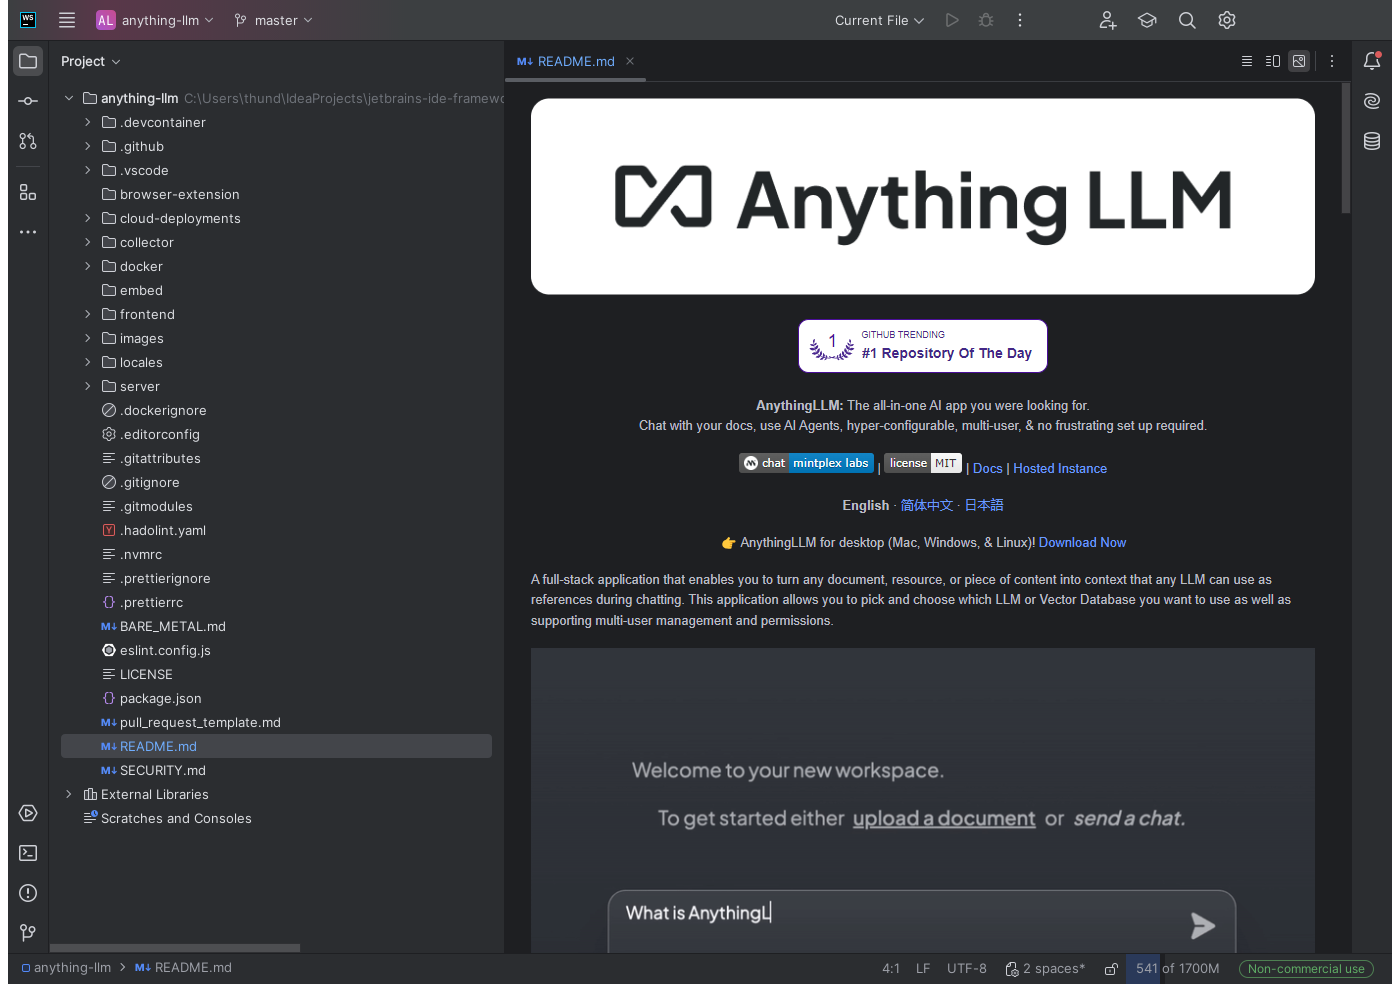 WS
AL anything-llm
master
Current File
Project
README.md
anything-llm C:\Users\thund\IdeaProjects\jetbrains-ide-framewo
.devcontainer
.github
.vscode
browser-extension
cloud-deployments
collector
docker
embed
frontend
images
locales
server
.dockerignore
.editorconfig
.gitattributes
.gitignore
.gitmodules
.hadolint.yaml
.nvmrc
.prettierignore
.prettierrc
BARE_METAL.md
eslint.config.js
LICENSE
package.json
pull_request_template.md
README.md
SECURITY.md
External Libraries
Scratches and Consoles
Anything LLM
1
GITHUB TRENDING
#1 Repository Of The Day
AnythingLLM: The all-in-one AI app you were looking for.
Chat with your docs, use AI Agents, hyper-configurable, multi-user, & no frustrating set up required.
chat mintplex labs | license MIT | Docs | Hosted Instance
English · 简体中文 · 日本語
👉 AnythingLLM for desktop (Mac, Windows, & Linux)! Download Now
A full-stack application that enables you to turn any document, resource, or piece of content into context that any LLM can use as
references during chatting. This application allows you to pick and choose which LLM or Vector Database you want to use as well as
supporting multi-user management and permissions.
Welcome to your new workspace.
To get started either upload a document or send a chat.
What is AnythingL
anything-llm > README.md
4:1 LF UTF-8 2 spaces* 541 of 1700M Non-commercial use